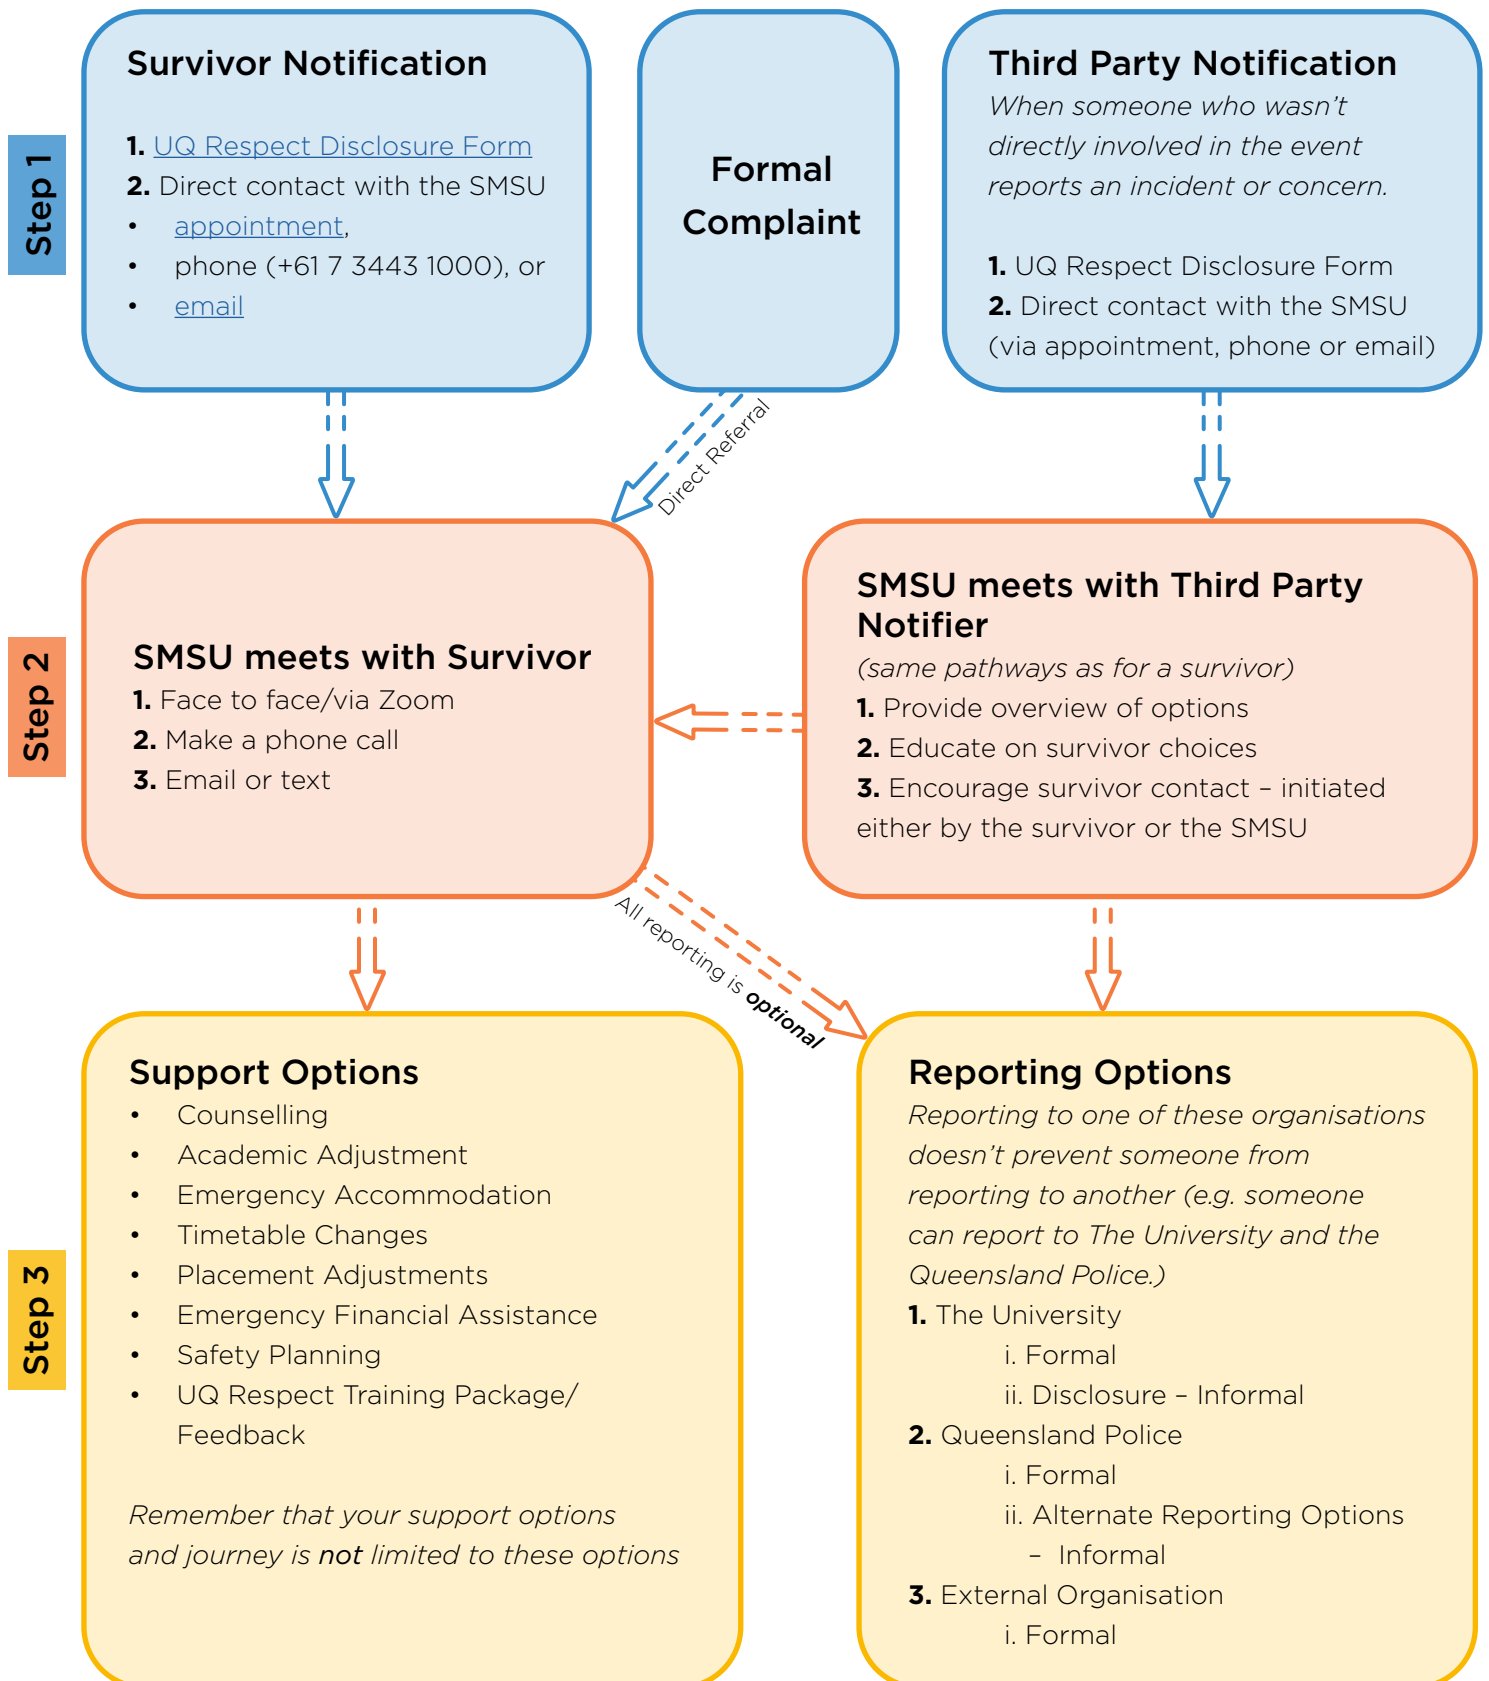 Step 1
Survivor Notification
1. UQ Respect Disclosure Form
2. Direct contact with the SMSU
• appointment,
• phone (+61 7 3443 1000), or
• email
Formal
Complaint
Third Party Notification
When someone who wasn't
directly involved in the event
reports an incident or concern.
1. UQ Respect Disclosure Form
2. Direct contact with the SMSU
(via appointment, phone or email)
Direct Referral
Step 2
SMSU meets with Survivor
1. Face to face/via Zoom
2. Make a phone call
3. Email or text
SMSU meets with Third Party
Notifier
(same pathways as for a survivor)
1. Provide overview of options
2. Educate on survivor choices
3. Encourage survivor contact – initiated
either by the survivor or the SMSU
All reporting is optional
Step 3
Support Options
• Counselling
• Academic Adjustment
• Emergency Accommodation
• Timetable Changes
• Placement Adjustments
• Emergency Financial Assistance
• Safety Planning
• UQ Respect Training Package/
Feedback
Remember that your support options
and journey is not limited to these options
Reporting Options
Reporting to one of these organisations
doesn't prevent someone from
reporting to another (e.g. someone
can report to The University and the
Queensland Police.)
1. The University
i. Formal
ii. Disclosure – Informal
2. Queensland Police
i. Formal
ii. Alternate Reporting Options
– Informal
3. External Organisation
i. Formal